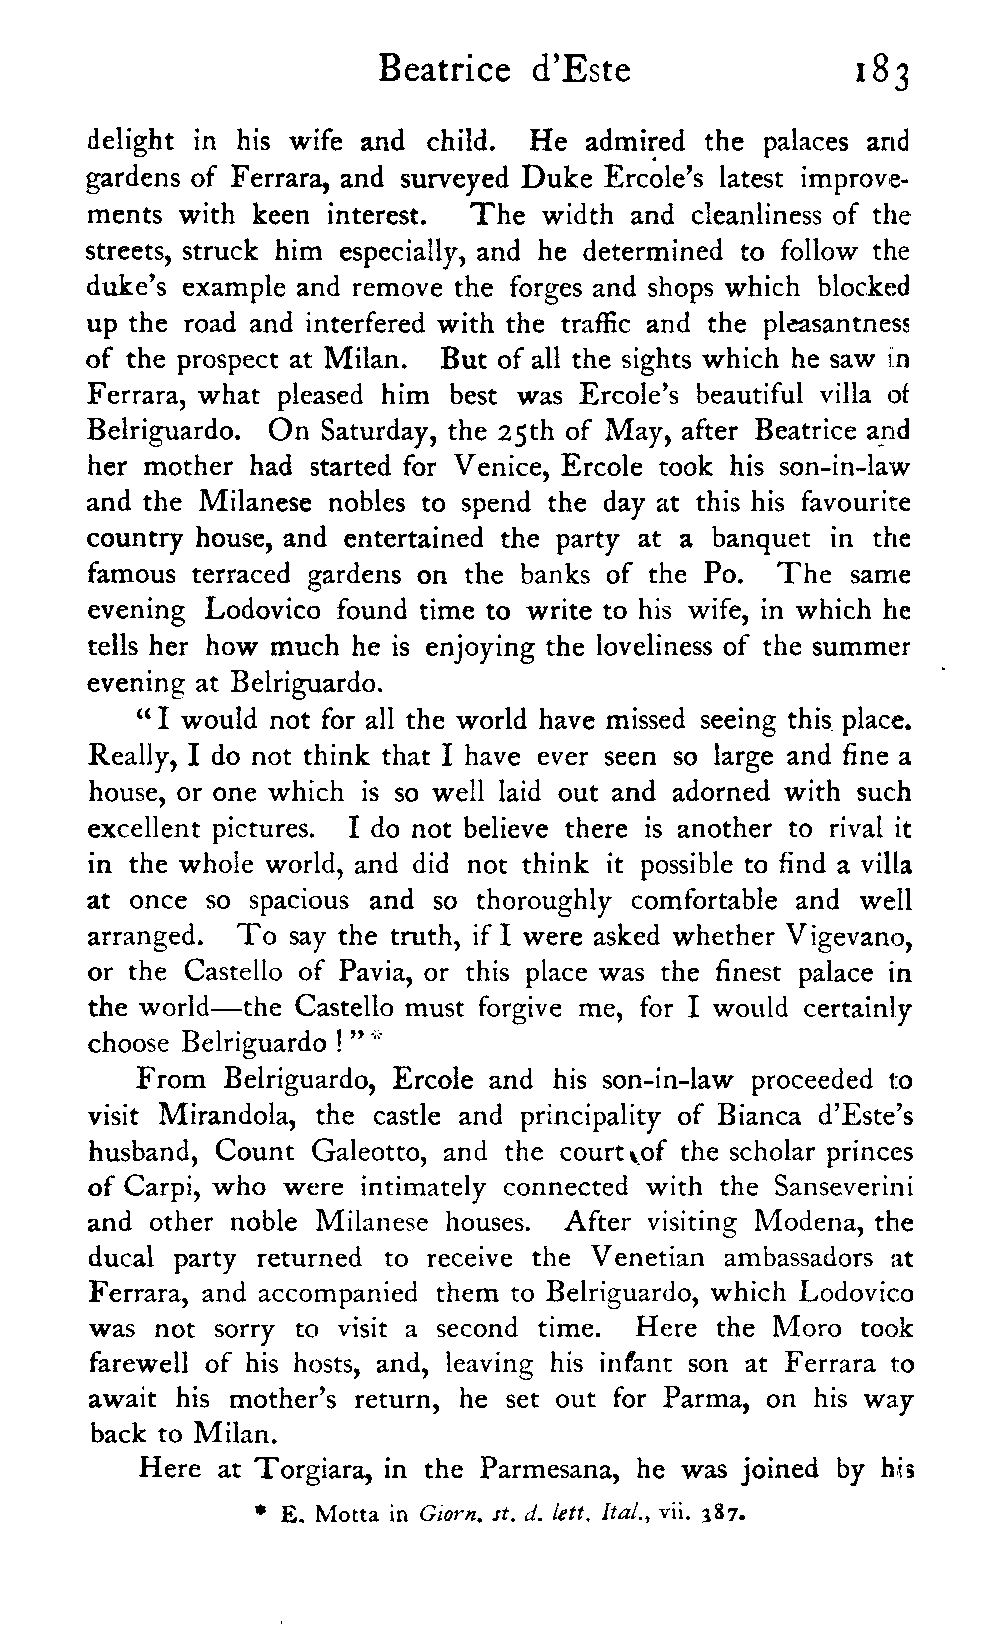 Beatrice d'Este 183
delight in his wife and child. He admired the palaces and
gardens of Ferrara, and surveyed Duke Ercole's latest improve-
ments with keen interest. The width and cleanliness of the
streets, struck him especially, and he determined to follow the
duke's example and remove the forges and shops which blocked
up the road and interfered with the traffic and the pleasantness
of the prospect at Milan. But of all the sights which he saw in
Ferrara, what pleased him best was Ercole's beautiful villa of
Belriguardo. On Saturday, the 25th of May, after Beatrice and
her mother had started for Venice, Ercole took his son-in-law
and the Milanese nobles to spend the day at this his favourite
country house, and entertained the party at a banquet in the
famous terraced gardens on the banks of the Po. The same
evening Lodovico found time to write to his wife, in which he
tells her how much he is enjoying the loveliness of the summer
evening at Belriguardo.
"I would not for all the world have missed seeing this place.
Really, I do not think that I have ever seen so large and fine a
house, or one which is so well laid out and adorned with such
excellent pictures. I do not believe there is another to rival it
in the whole world, and did not think it possible to find a villa
at once so spacious and so thoroughly comfortable and well
arranged. To say the truth, if I were asked whether Vigevano,
or the Castello of Pavia, or this place was the finest palace in
the world—the Castello must forgive me, for I would certainly
choose Belriguardo!"*
From Belriguardo, Ercole and his son-in-law proceeded to
visit Mirandola, the castle and principality of Bianca d'Este's
husband, Count Galeotto, and the court of the scholar princes
of Carpi, who were intimately connected with the Sanseverini
and other noble Milanese houses. After visiting Modena, the
ducal party returned to receive the Venetian ambassadors at
Ferrara, and accompanied them to Belriguardo, which Lodovico
was not sorry to visit a second time. Here the Moro took
farewell of his hosts, and, leaving his infant son at Ferrara to
await his mother's return, he set out for Parma, on his way
back to Milan.
Here at Torgiara, in the Parmesana, he was joined by his
* E. Motta in Giorn. st. d. lett. Ital., vii. 387.